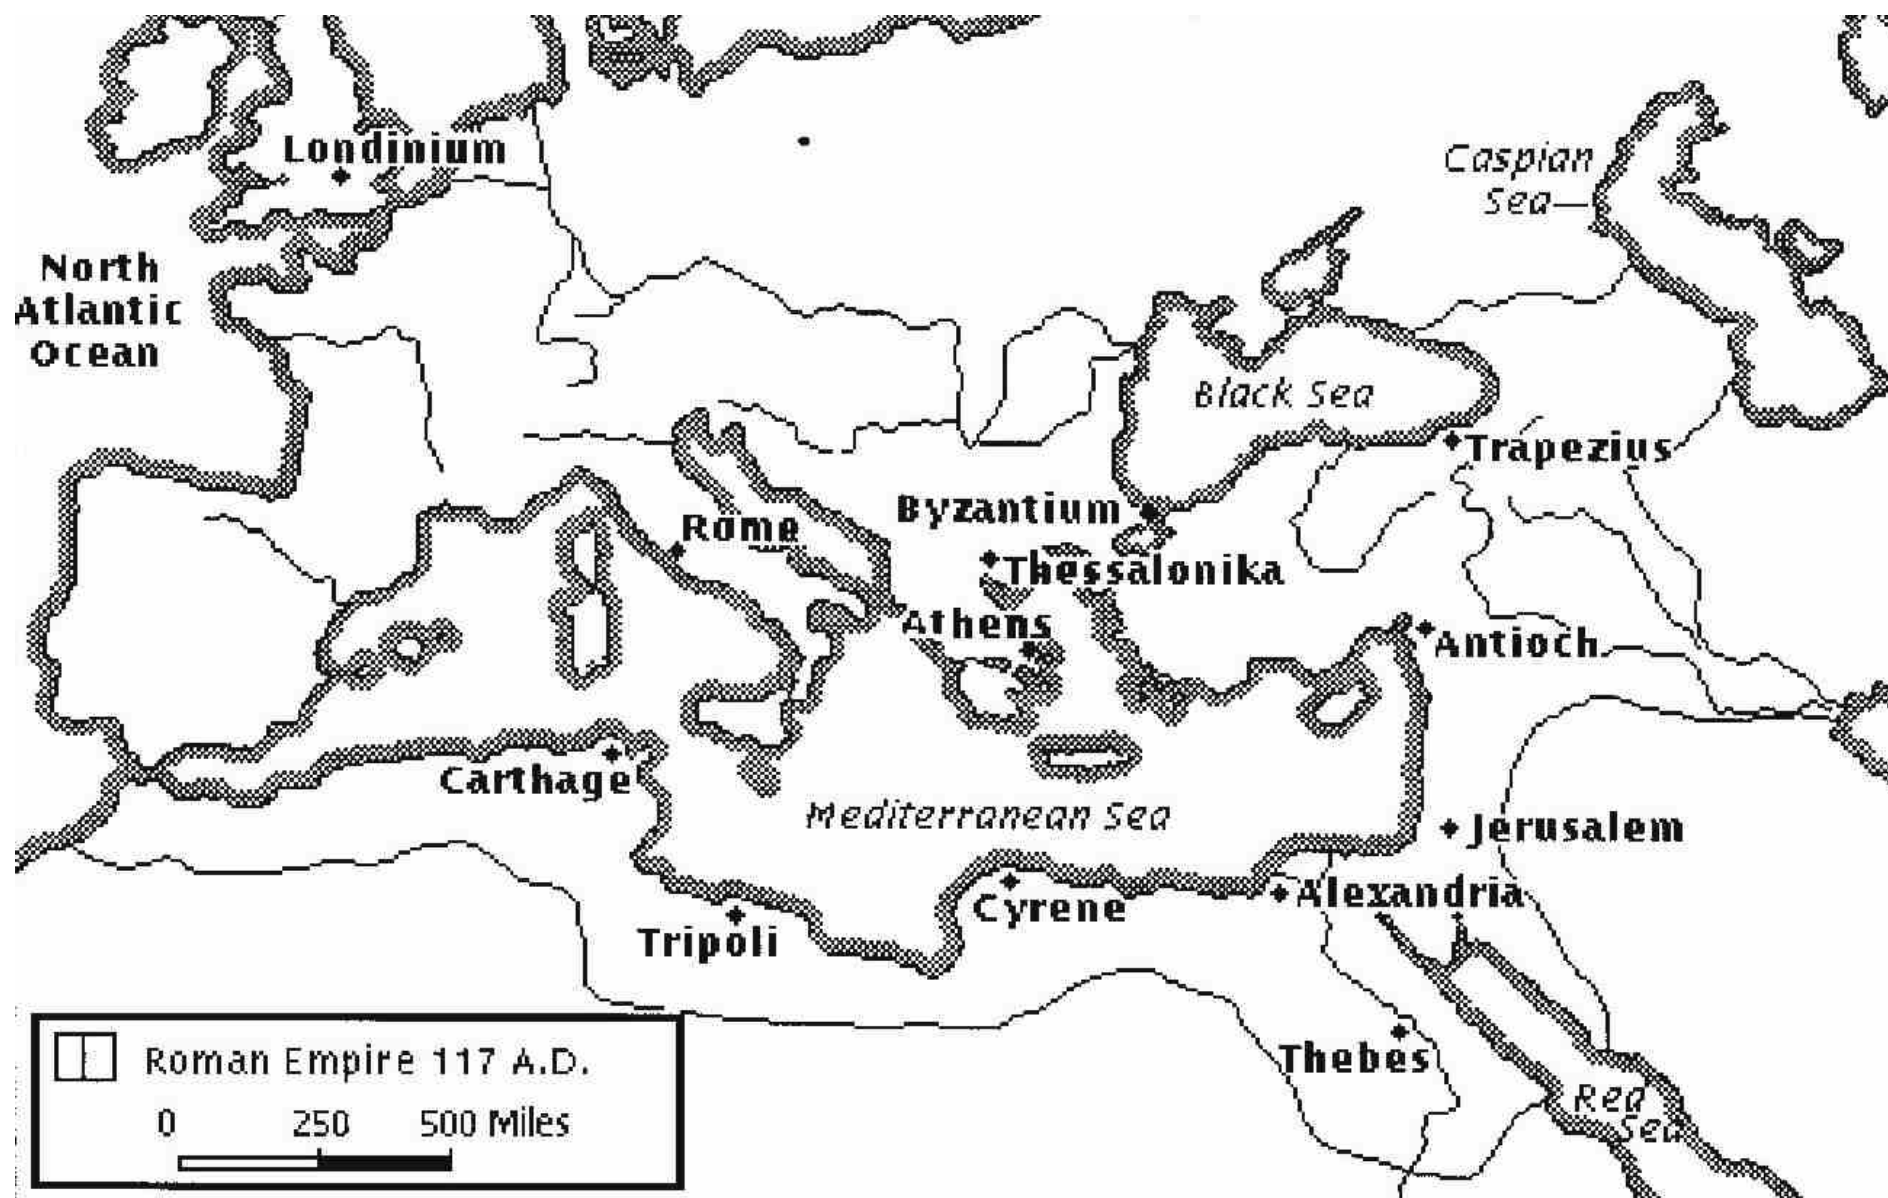 Londinium
Caspian
Sea
North
Atlantic
Ocean
Black Sea
Trapezius
Byzantium
Rome
Thessalonika
Athens
Antioch
Carthage
Mediterranean Sea
Jerusalem
Alexandria
Cyrene
Tripoli
Thebes
Red
Sea
Roman Empire 117 A.D.
0 250 500 Miles